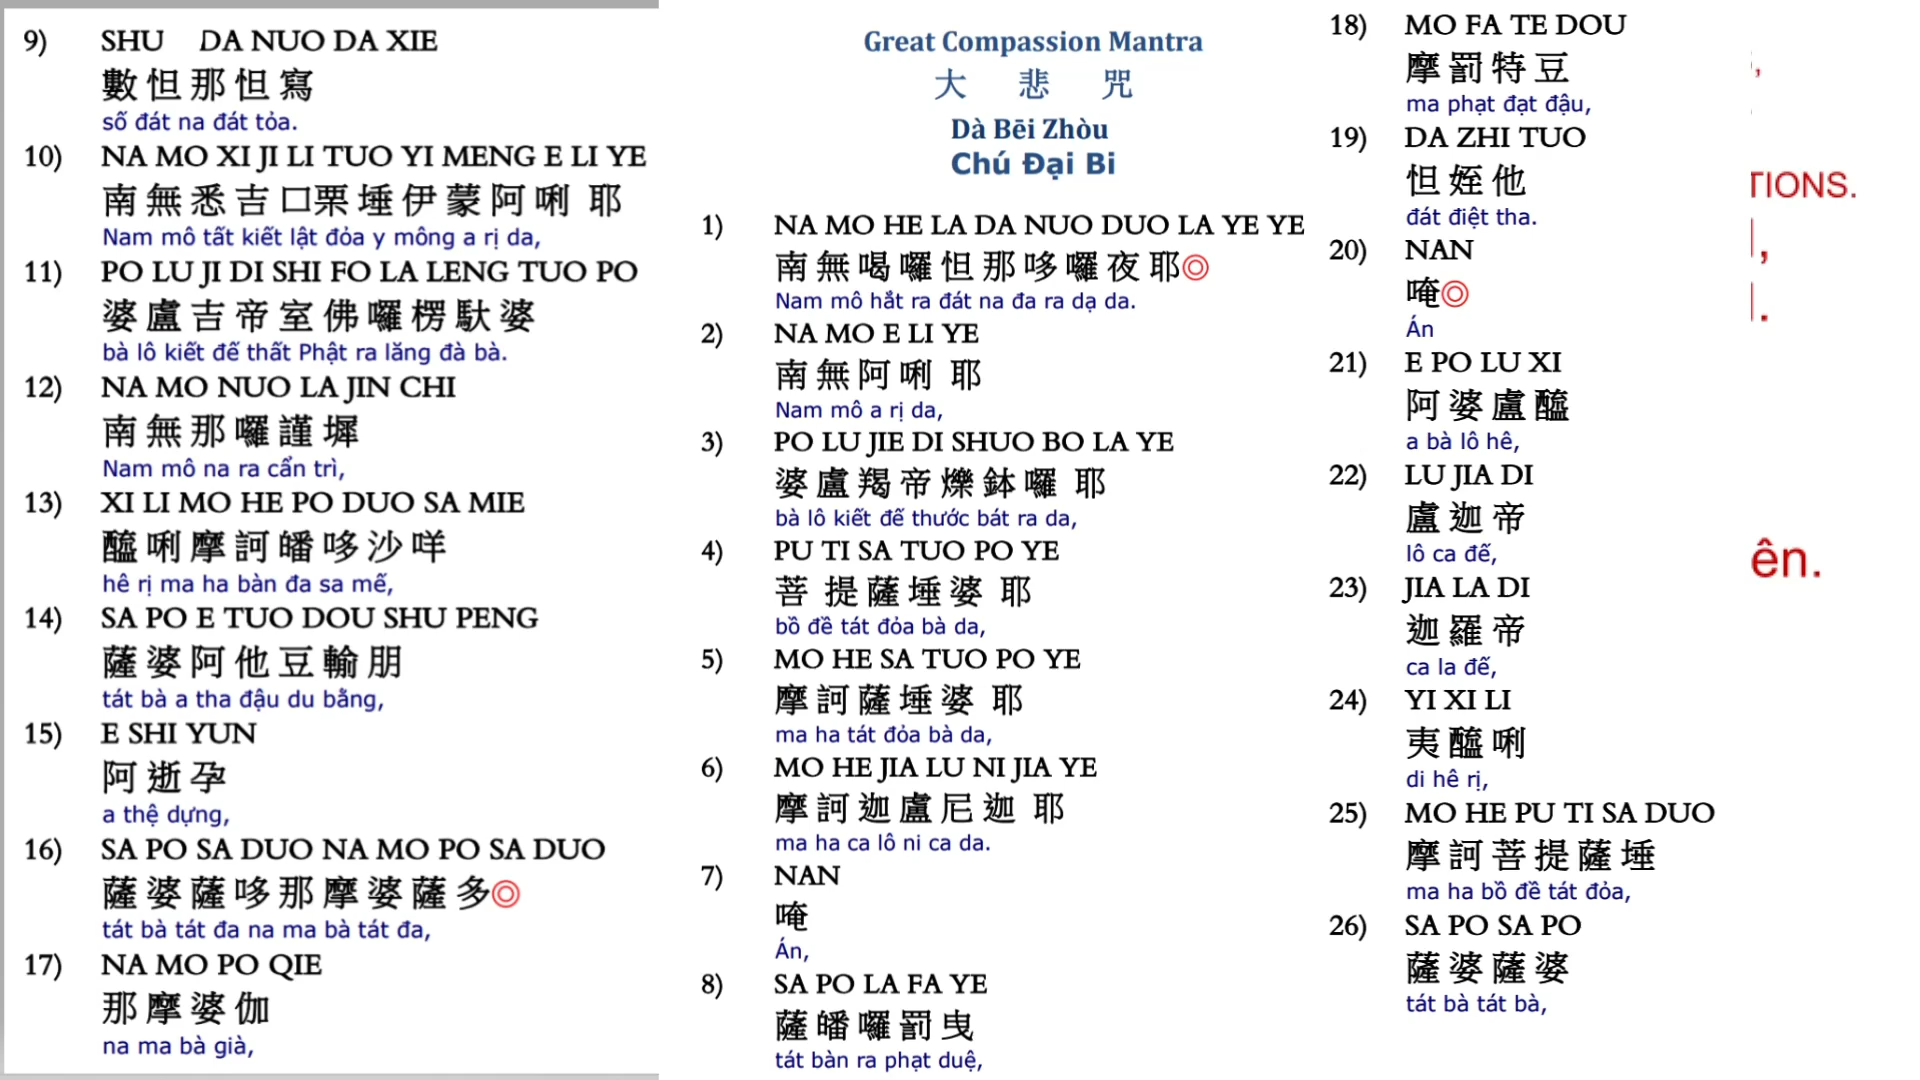 9) SHU DA NUO DA XIE
數怛那怛寫
số đát na đát tỏa.
10) NA MO XI JI LI TUO YI MENG E LI YE
南無悉吉口栗埵伊蒙阿唎 耶
Nam mô tất kiết lật đỏa y mông a rị da,
11) PO LU JI DI SHI FO LA LENG TUO PO
婆盧吉帝室佛囉楞馱婆
bà lô kiết đế thất Phật ra lăng đà bà.
12) NA MO NUO LA JIN CHI
南無那囉謹墀
Nam mô na ra cẩn trì,
13) XI LI MO HE PO DUO SA MIE
醯唎摩訶皤哆沙咩
hê rị ma ha bàn đa sa mế,
14) SA PO E TUO DOU SHU PENG
薩婆阿他豆輸朋
tát bà a tha đậu du bằng,
15) E SHI YUN
阿逝孕
a thệ dựng,
16) SA PO SA DUO NA MO PO SA DUO
薩婆薩哆那摩婆薩多◎
tát bà tát đa na ma bà tát đa,
17) NA MO PO QIE
那摩婆伽
na ma bà già,
Great Compassion Mantra
大 悲 咒
Dà Bēi Zhòu
Chú Đại Bi
1) NA MO HE LA DA NUO DUO LA YE YE
南無喝囉怛那哆囉夜耶◎
Nam mô hắt ra đát na đa ra dạ da.
2) NA MO E LI YE
南無阿唎 耶
Nam mô a rị da,
3) PO LU JIE DI SHUO BO LA YE
婆盧羯帝爍鉢囉 耶
bà lô kiết đế thước bát ra da,
4) PU TI SA TUO PO YE
菩 提薩埵婆 耶
bồ đề tát đỏa bà da,
5) MO HE SA TUO PO YE
摩訶薩埵婆 耶
ma ha tát đỏa bà da,
6) MO HE JIA LU NI JIA YE
摩訶迦盧尼迦 耶
ma ha ca lô ni ca da.
7) NAN
唵
Án,
8) SA PO LA FA YE
薩皤囉罰曳
tát bàn ra phạt duệ,
18) MO FA TE DOU
摩罰特豆
ma phạt đạt đậu,
19) DA ZHI TUO
怛姪他
đát điệt tha.
20) NAN
唵◎
Án
21) E PO LU XI
阿婆盧醯
a bà lô hê,
22) LU JIA DI
盧迦帝
lô ca đế,
23) JIA LA DI
迦羅帝
ca la đế,
24) YI XI LI
夷醯唎
di hê rị,
25) MO HE PU TI SA DUO
摩訶菩提薩埵
ma ha bồ đề tát đỏa,
26) SA PO SA PO
薩婆薩婆
tát bà tát bà,
TIONS.
ên.